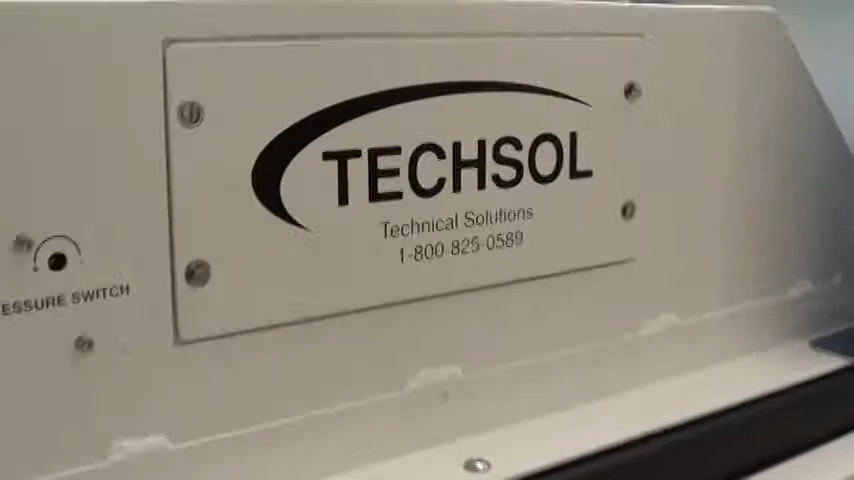 TECHSOL
Technical Solutions
1-800-825-0589
ESSURE SWITCH